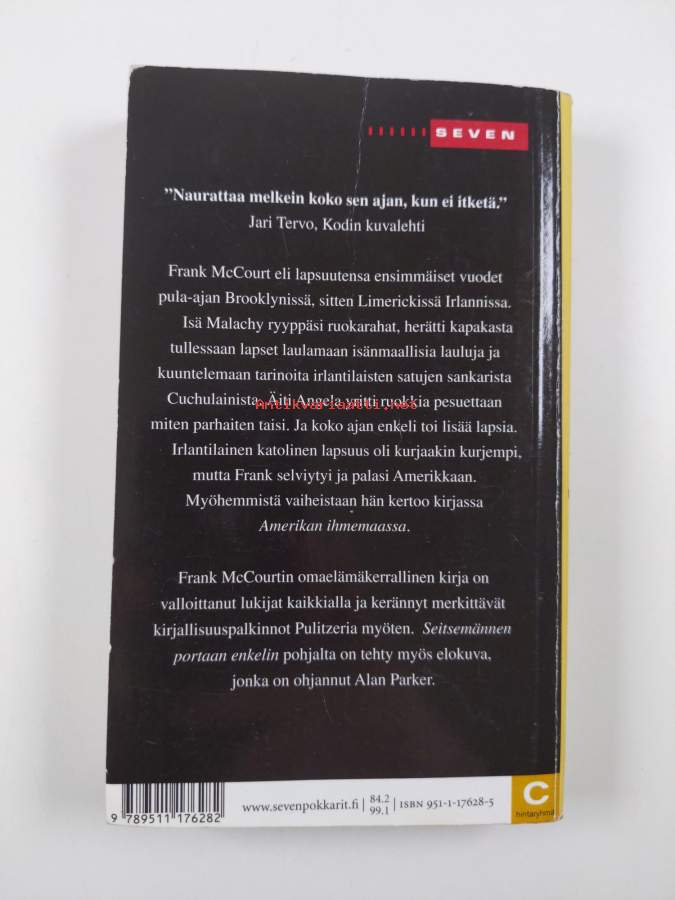 SEVEN
”Naurattaa melkein koko sen ajan, kun ei itketä.”
Jari Tervo, Kodin kuvalehti
Frank McCourt eli lapsuutensa ensimmäiset vuodet
pula-ajan Brooklynissä, sitten Limerickissä Irlannissa.
Isä Malachy ryyppäsi ruokarahat, herätti kapakasta
tullessaan lapset laulamaan isänmaallisia lauluja ja
kuuntelemaan tarinoita irlantilaisten satujen sankarista
Cuchulainista. Äiti Angela yritti ruokkia pesuettaan
Antikvariaatti.net
miten parhaiten taisi. Ja koko ajan enkeli toi lisää lapsia.
Irlantilainen katolinen lapsuus oli kurjaakin kurjempi,
mutta Frank selviytyi ja palasi Amerikkaan.
Myöhemmistä vaiheistaan hän kertoo kirjassa
Amerikan ihmemaassa.
Frank McCourtin omaelämäkerrallinen kirja on
valloittanut lukijat kaikkialla ja kerännyt merkittävät
kirjallisuuspalkinnot Pulitzeria myöten. Seitsemännen
portaan enkelin pohjalta on tehty myös elokuva,
jonka on ohjannut Alan Parker.
www.sevenpokkarit.fi | 84.2 99.1 | ISBN 951-1-17628-5
9 789511 176282
C
hintaryhmä